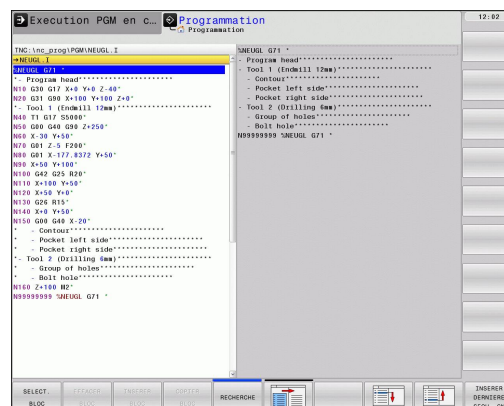 Execution PGM en c...
Programmation
Programmation
12:02
TNC:\nc_prog\PGM\NEUGL.I
→NEUGL.I
%NEUGL G71 *
*- Program head*********************
N10 G30 G17 X+0 Y+0 Z-40*
N20 G31 G90 X+100 Y+100 Z+0*
*- Tool 1 (Endmill 12mm)*********************
N40 T1 G17 S5000*
N50 G00 G40 G90 Z+250*
N60 X-30 Y+50*
N70 G01 Z-5 F200*
N80 G01 X-177.8372 Y+50*
N90 X+50 Y+100*
N100 G42 G25 R20*
N110 X+100 Y+50*
N120 X+50 Y+0*
N130 G26 R15*
N140 X+0 Y+50*
N150 G00 G40 X-20*
* - Contour*********************
* - Pocket left side*********************
* - Pocket right side*********************
*- Tool 2 (Drilling 6mm)*********************
* - Group of holes*********************
* - Bolt hole*********************
N160 Z+100 M2*
N99999999 %NEUGL G71 *
%NEUGL G71 *
- Program head*********************
- Tool 1 (Endmill 12mm)*********************
- Contour*********************
- Pocket left side*********************
- Pocket right side*********************
- Tool 2 (Drilling 6mm)*********************
- Group of holes*********************
- Bolt hole*********************
N99999999 %NEUGL G71 *
SELECT.
BLOC
EFFACER
BLOC
INSERER
BLOC
COPIER
BLOC
RECHERCHE
INSERER
DERNIERE